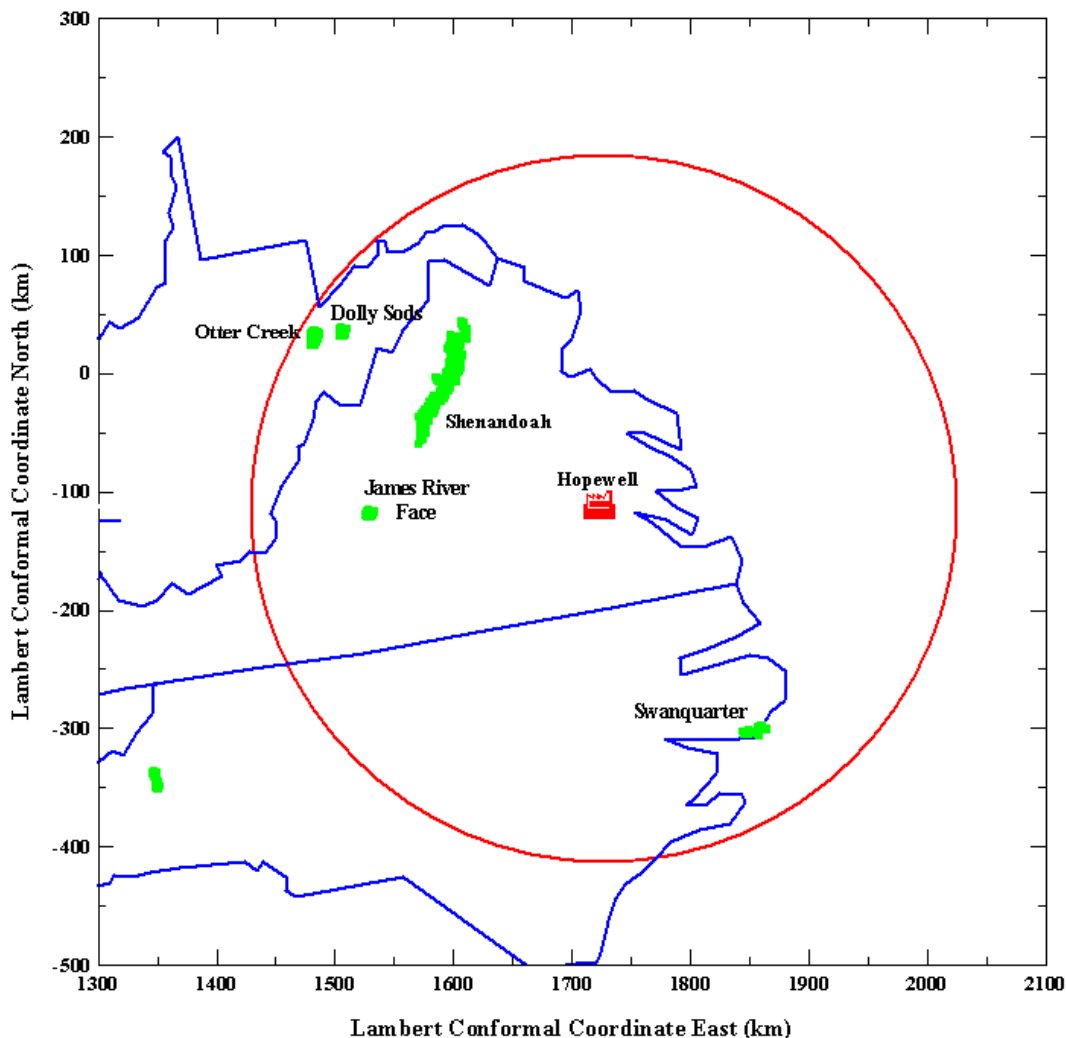 300
200
100
0
-100
-200
-300
-400
-500
Lambert Conformal Coordinate North (km)
Dolly Sods
Otter Creek
Shenandoah
James River
Face
Hopewell
Swanquarter
1300 1400 1500 1600 1700 1800 1900 2000 2100
Lambert Conformal Coordinate East (km)